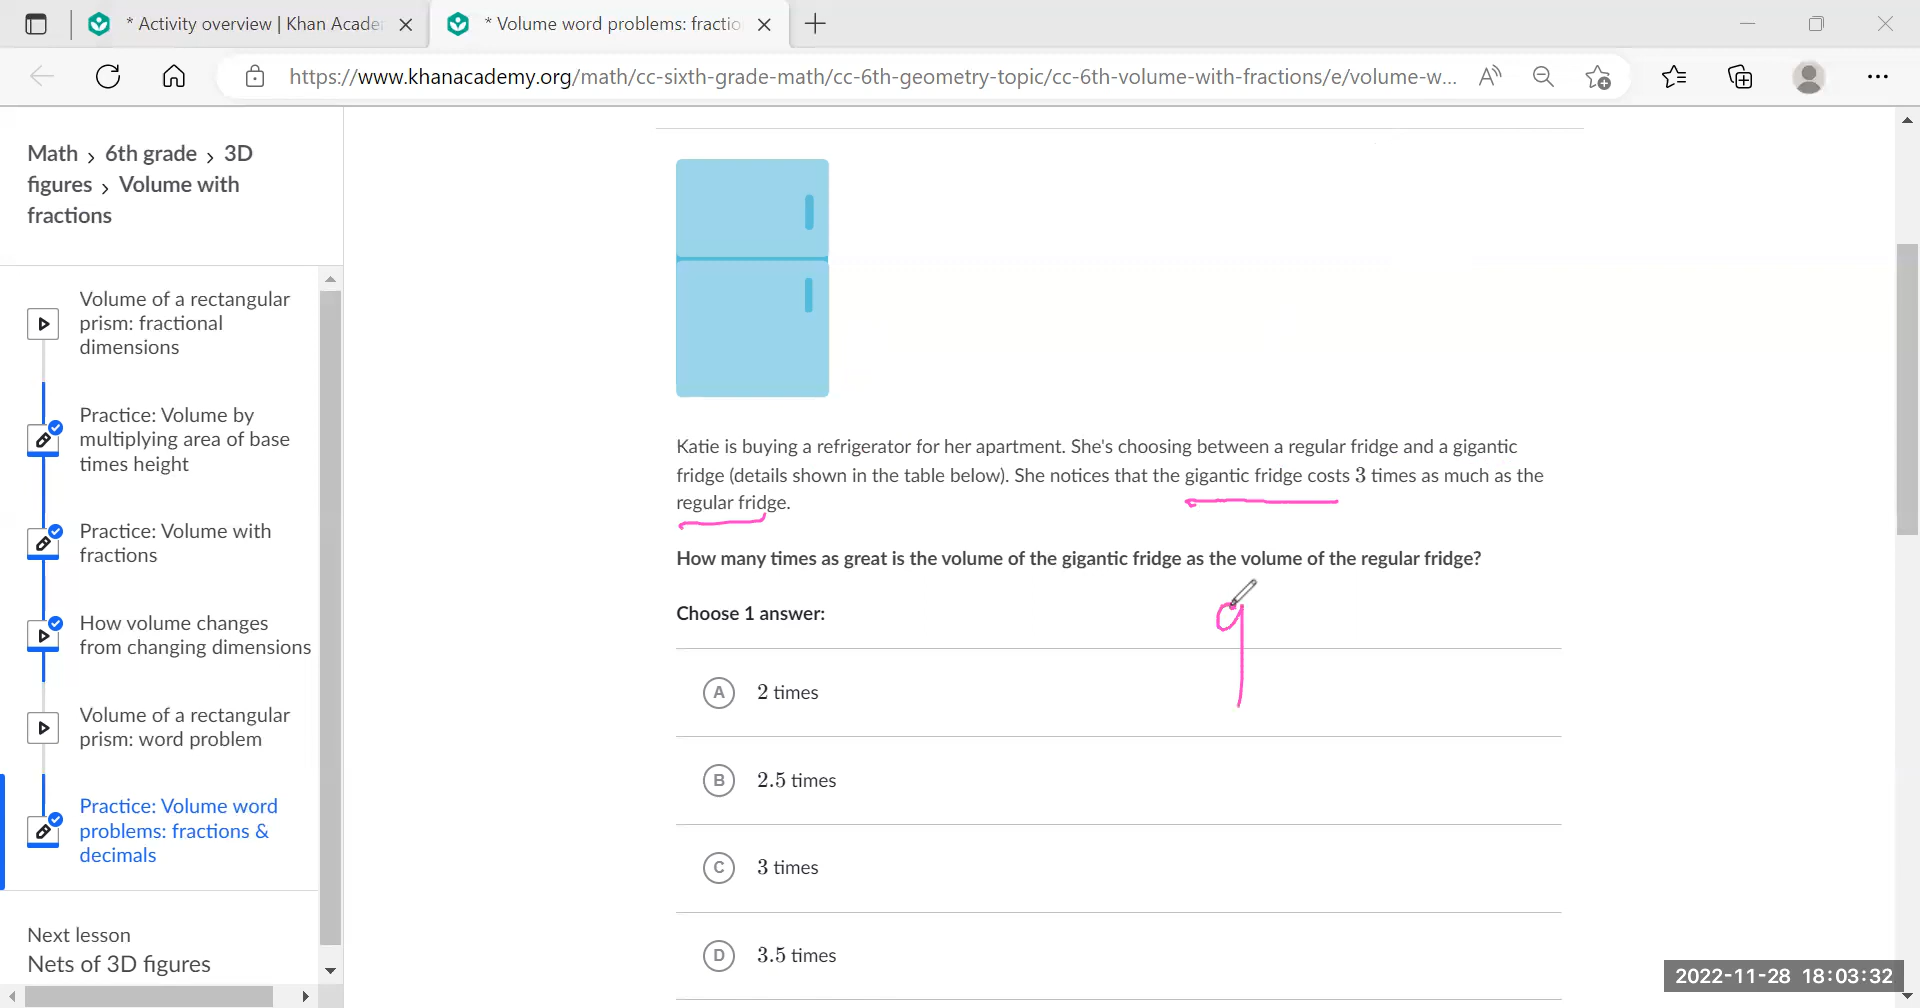 * Activity overview | Khan Acade
* Volume word problems: fractio
https://www.khanacademy.org/math/cc-sixth-grade-math/cc-6th-geometry-topic/cc-6th-volume-with-fractions/e/volume-w...
Math › 6th grade › 3D
figures › Volume with
fractions
Volume of a rectangular
prism: fractional
dimensions
Practice: Volume by
multiplying area of base
times height
Practice: Volume with
fractions
How volume changes
from changing dimensions
Volume of a rectangular
prism: word problem
Practice: Volume word
problems: fractions &
decimals
Next lesson
Nets of 3D figures
Katie is buying a refrigerator for her apartment. She's choosing between a regular fridge and a gigantic
fridge (details shown in the table below). She notices that the gigantic fridge costs 3 times as much as the
regular fridge.
How many times as great is the volume of the gigantic fridge as the volume of the regular fridge?
9
Choose 1 answer:
A 2 times
B 2.5 times
C 3 times
D 3.5 times
2022-11-28 18:03:32